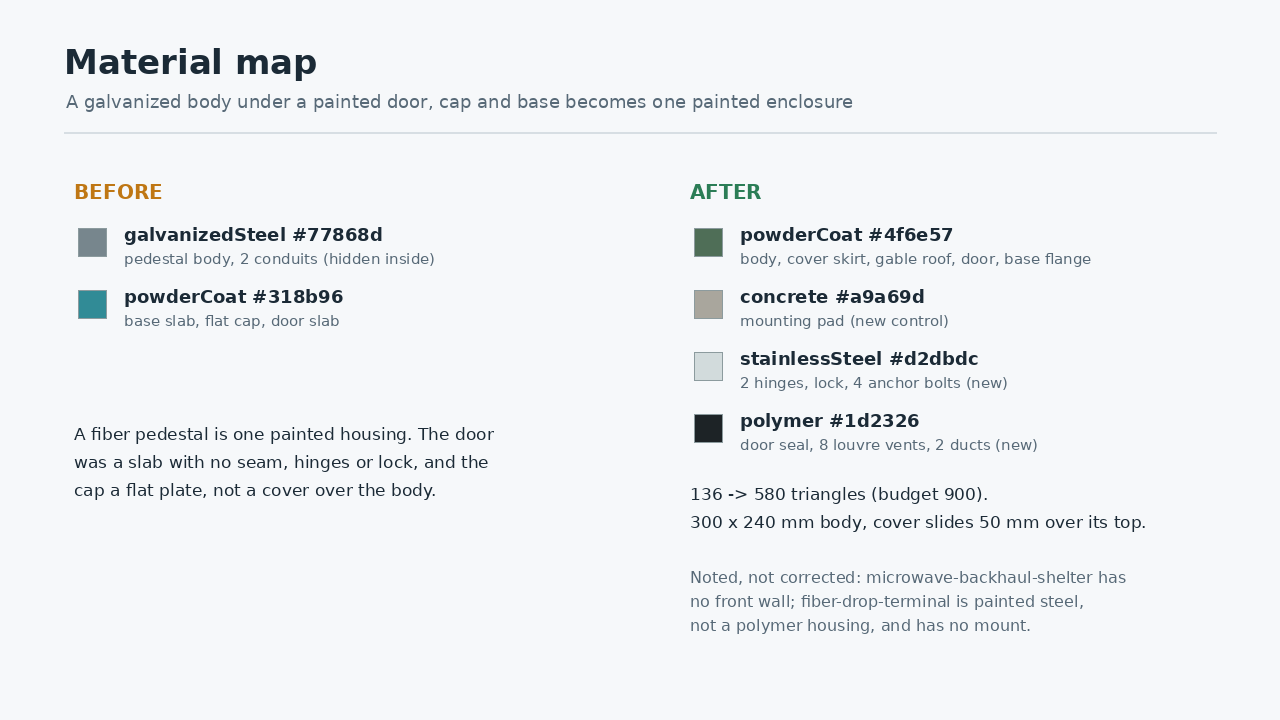 Material map
A galvanized body under a painted door, cap and base becomes one painted enclosure
BEFORE
galvanizedSteel #77868d
pedestal body, 2 conduits (hidden inside)
powderCoat #318b96
base slab, flat cap, door slab
A fiber pedestal is one painted housing. The door
was a slab with no seam, hinges or lock, and the
cap a flat plate, not a cover over the body.
AFTER
powderCoat #4f6e57
body, cover skirt, gable roof, door, base flange
concrete #a9a69d
mounting pad (new control)
stainlessSteel #d2dbdc
2 hinges, lock, 4 anchor bolts (new)
polymer #1d2326
door seal, 8 louvre vents, 2 ducts (new)
136 -> 580 triangles (budget 900).
300 x 240 mm body, cover slides 50 mm over its top.
Noted, not corrected: microwave-backhaul-shelter has
no front wall; fiber-drop-terminal is painted steel,
not a polymer housing, and has no mount.